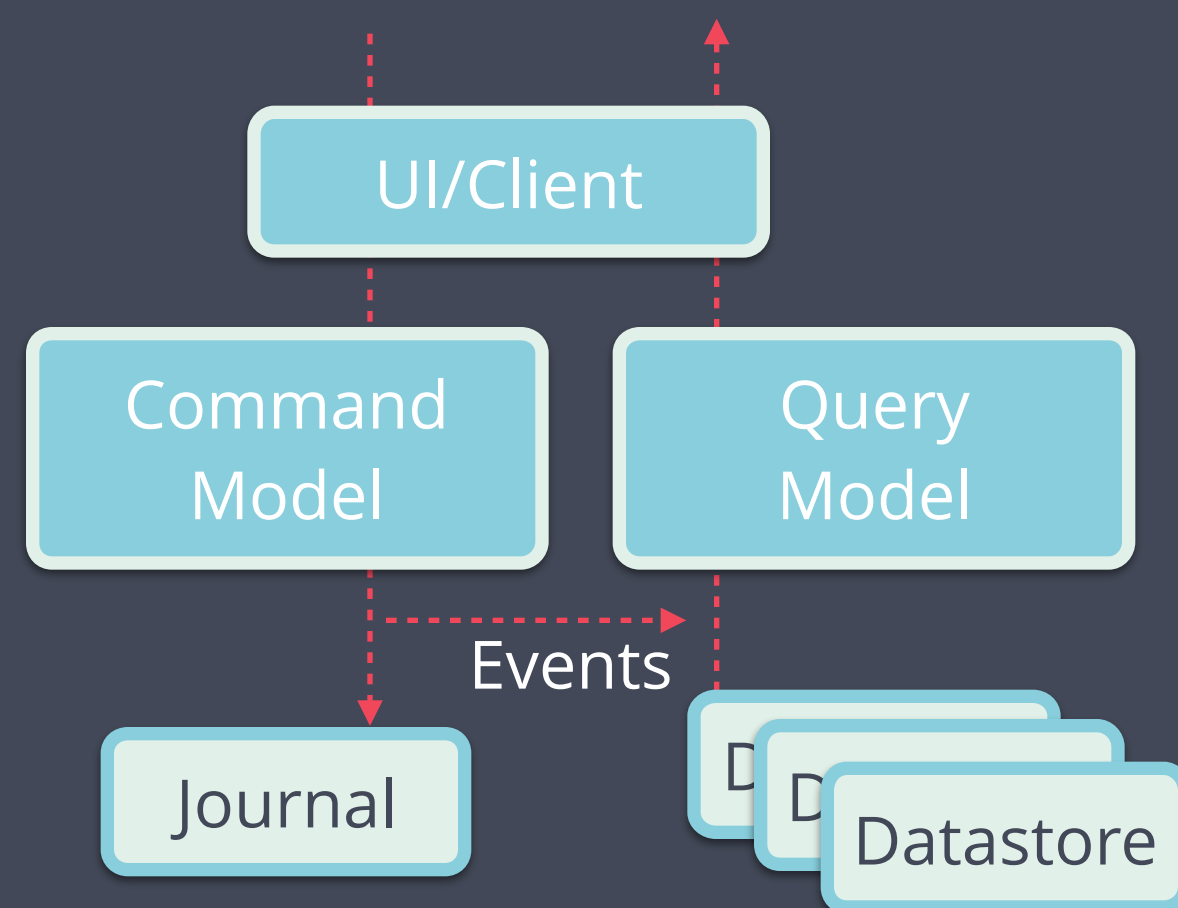 UI/Client
Command
Model
Query
Model
Events
Journal
D
D
Datastore